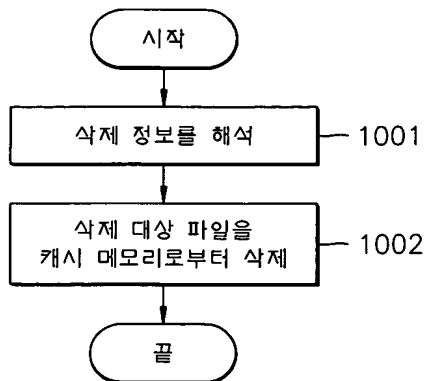 시작
삭제 정보를 해석
1001
삭제 대상 파일을
캐시 메모리로부터 삭제
1002
끝